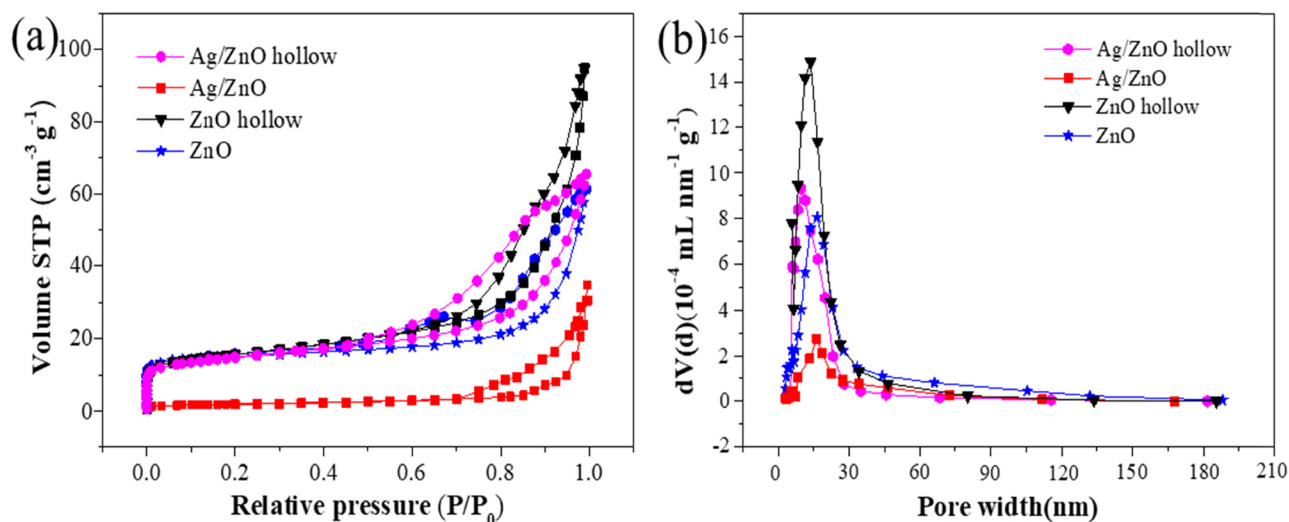 (a)
Volume STP (cm⁻³ g⁻¹)
100
80
60
40
20
0
Ag/ZnO hollow
Ag/ZnO
ZnO hollow
ZnO
0.0 0.2 0.4 0.6 0.8 1.0
Relative pressure (P/P₀)
(b)
dV(d)(10⁻⁴ mL nm⁻¹ g⁻¹)
16
14
12
10
8
6
4
2
0
-2
Ag/ZnO hollow
Ag/ZnO
ZnO hollow
ZnO
0 30 60 90 120 150 180 210
Pore width(nm)